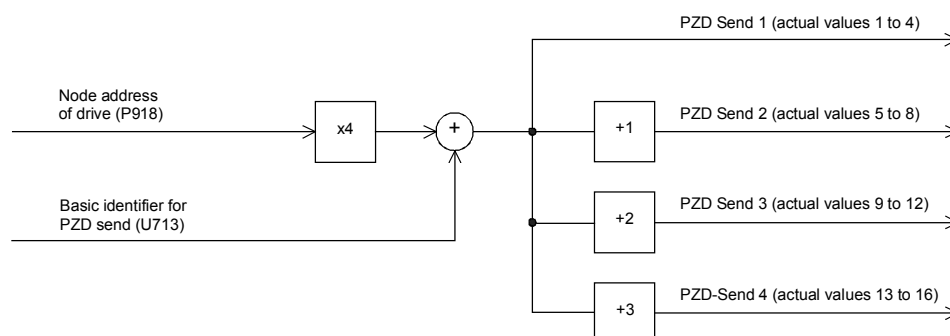 PZD Send 1 (actual values 1 to 4)
Node address
of drive (P918)
x4
+
+1
PZD Send 2 (actual values 5 to 8)
Basic identifier for
PZD send (U713)
+2
PZD Send 3 (actual values 9 to 12)
+3
PZD-Send 4 (actual values 13 to 16)